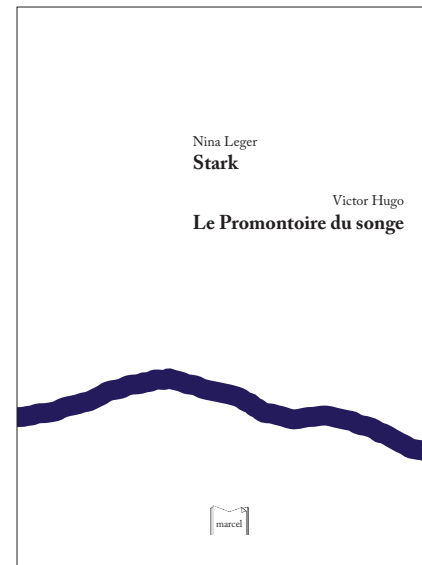 Nina Leger
Stark
Victor Hugo
Le Promontoire du songe
marcel